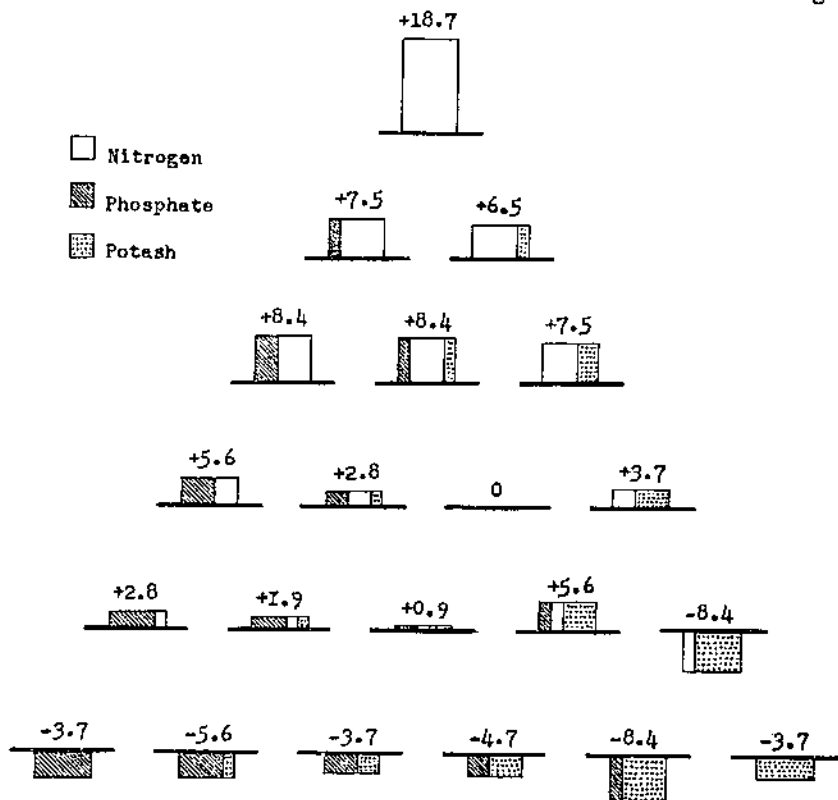 +18.7
Nitrogen
Phosphate
Potash
+7.5 +6.5
+8.4 +8.4 +7.5
+5.6 +2.8 0 +3.7
+2.8 +1.9 +0.9 +5.6 -8.4
-3.7 -5.6 -3.7 -4.7 -8.4 -3.7